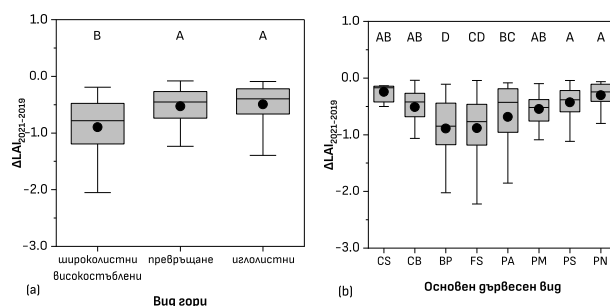 B A A
1.0
0.0
−1.0
−2.0
−3.0
ΔLAI2021-2019
широколистни
високостъблени
превръщане
иглолистни
(a)
Вид гори
AB AB D CD BC AB A A
1.0
0.0
−1.0
−2.0
−3.0
ΔLAI2021-2019
CS CB BP FS PA PM PS PN
(b)
Основен дървесен вид